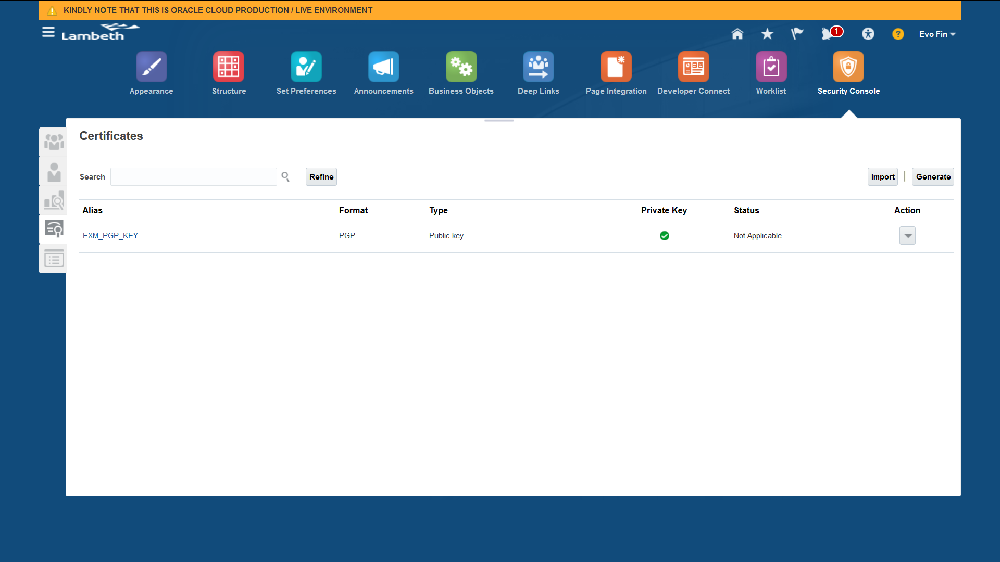 KINDLY NOTE THAT THIS IS ORACLE CLOUD PRODUCTION / LIVE ENVIRONMENT
Lambeth
1
?
Evo Fin
Appearance
Structure
Set Preferences
Announcements
Business Objects
Deep Links
Page Integration
Developer Connect
Worklist
Security Console
Certificates
Search
Refine
Import
Generate
Alias Format Type Private Key Status Action
EXM_PGP_KEY PGP Public key Not Applicable